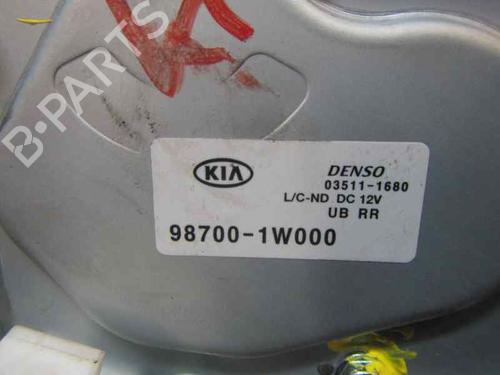 B-PARTS
KIA
DENSO
03511-1680
L/C-ND DC 12V
UB RR
98700-1W000